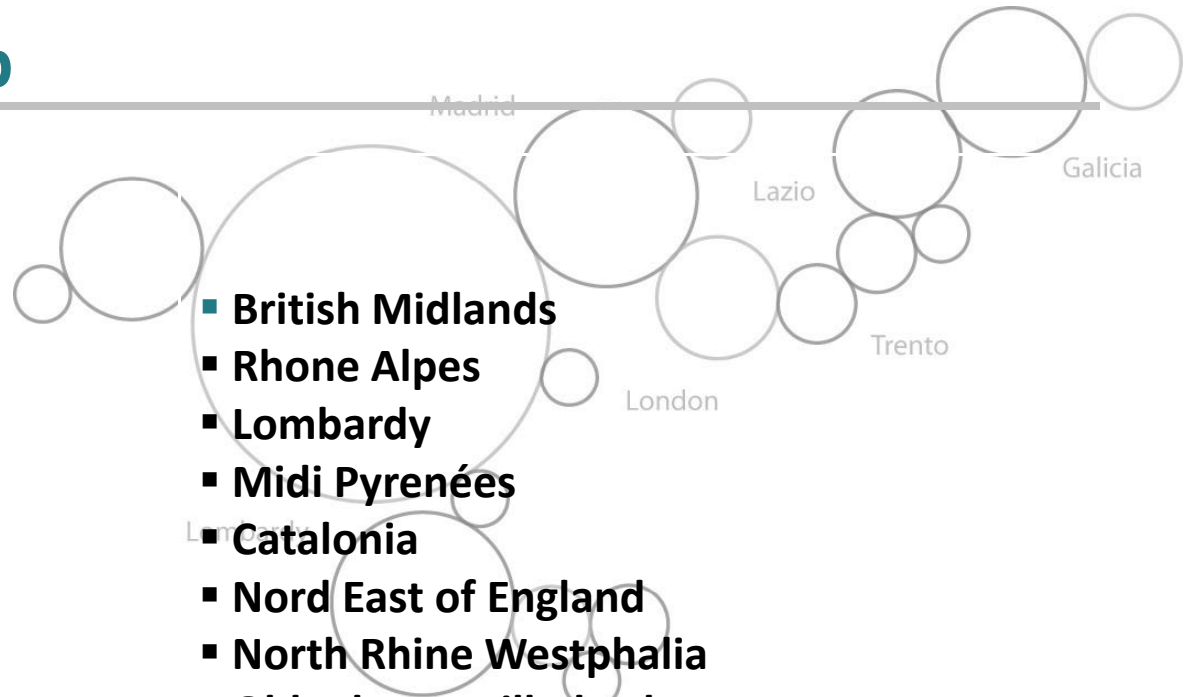 Madrid
Galicia
Lazio
▪ British Midlands
Trento
▪ Rhone Alpes
London
▪ Lombardy
▪ Midi Pyrenées
Lombardy
▪ Catalonia
▪ Nord East of England
▪ North Rhine Westphalia